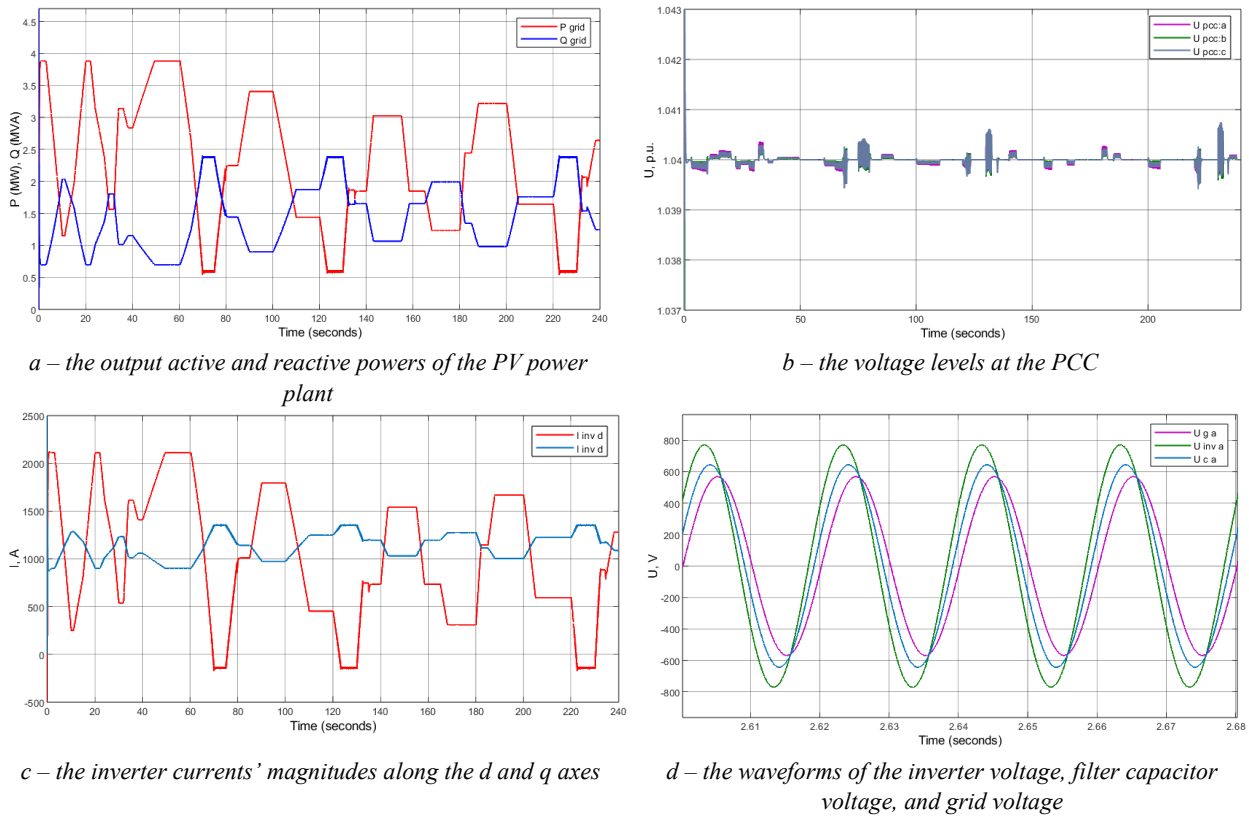 P (MW), Q (MVA)
4.5
4
3.5
3
2.5
2
1.5
1
0.5
0
P grid
Q grid
0 20 40 60 80 100 120 140 160 180 200 220 240
Time (seconds)
a – the output active and reactive powers of the PV power
plant
U, p.u.
1.043
1.042
1.041
1.04
1.039
1.038
1.037
U pcc:a
U pcc:b
U pcc:c
0 50 100 150 200
Time (seconds)
b – the voltage levels at the PCC
I, A
2500
2000
1500
1000
500
0
-500
I inv d
I inv d
0 20 40 60 80 100 120 140 160 180 200 220 240
Time (seconds)
c – the inverter currents’ magnitudes along the d and q axes
U, V
800
600
400
200
0
-200
-400
-600
-800
U g a
U inv a
U c a
2.61 2.62 2.63 2.64 2.65 2.66 2.67 2.68
Time (seconds)
d – the waveforms of the inverter voltage, filter capacitor
voltage, and grid voltage